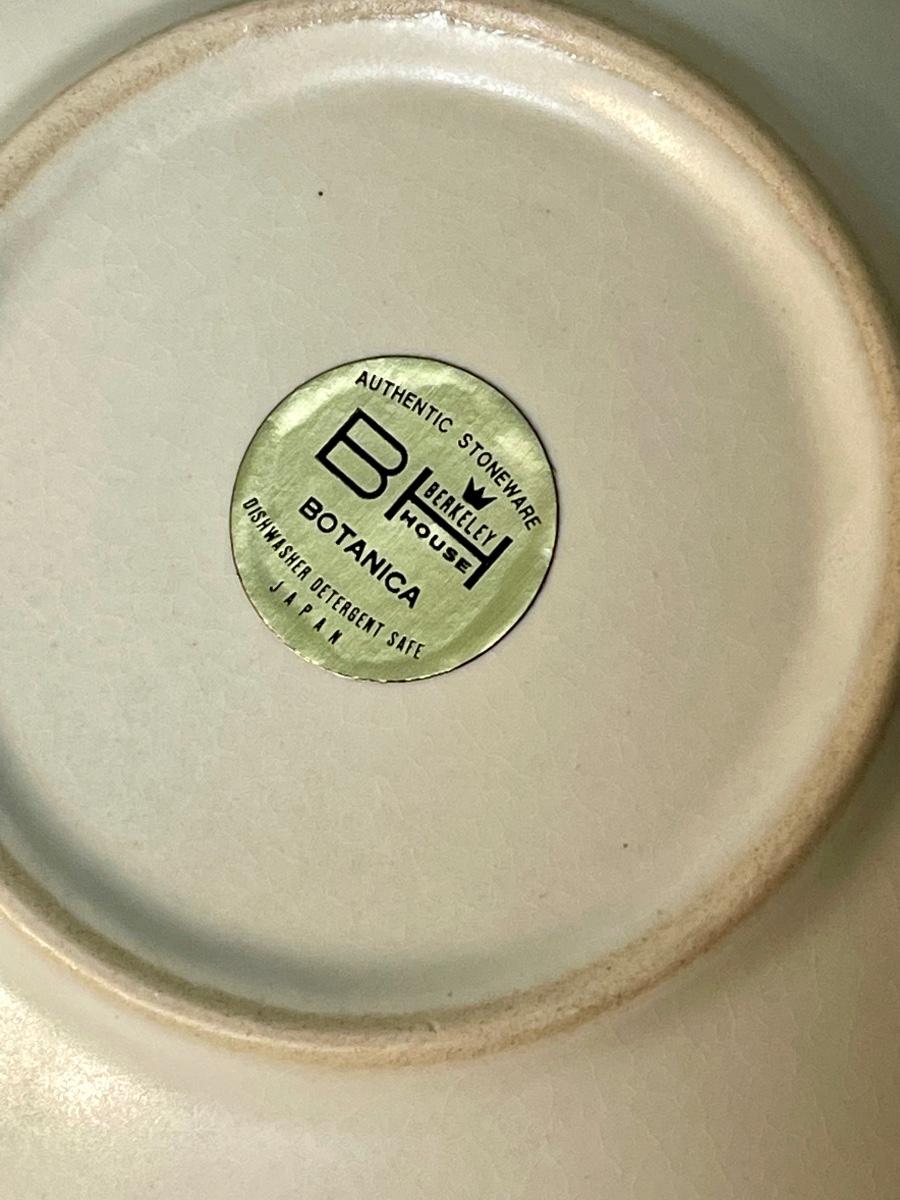 AUTHENTIC STONEWARE
BH
BERKELEY
HOUSE
BOTANICA
DISHWASHER DETERGENT SAFE
JAPAN